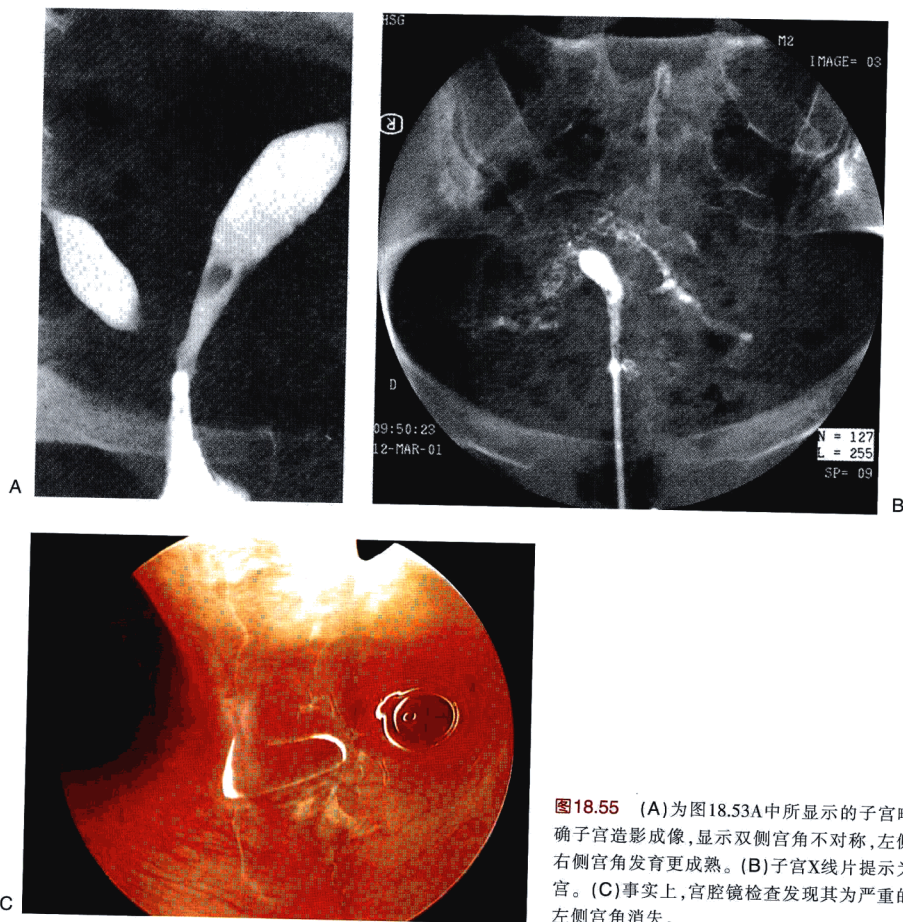 HSG
M2
IMAGE= 03
R
D
09:50:23
12-MAR-01
N = 127
L = 255
SP= 09
A
B
C
图18.55 (A)为图18.53A中所显示的子宫
确子宫造影成像,显示双侧宫角不对称,左侧
右侧宫角发育更成熟。(B)子宫X线片提示为
宫。(C)事实上,宫腔镜检查发现其为严重的
左侧宫角消失。